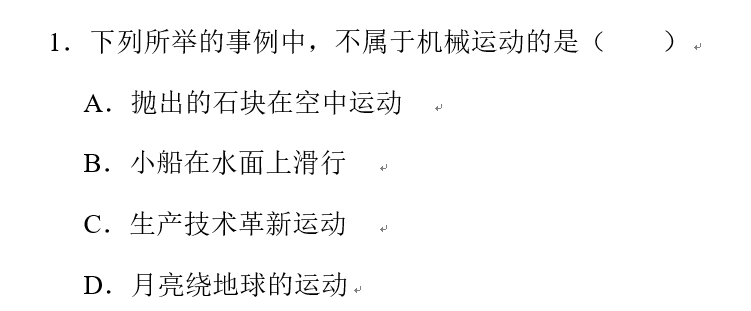 1．下列所举的事例中，不属于机械运动的是（　　）
A．抛出的石块在空中运动
B．小船在水面上滑行
C．生产技术革新运动
D．月亮绕地球的运动